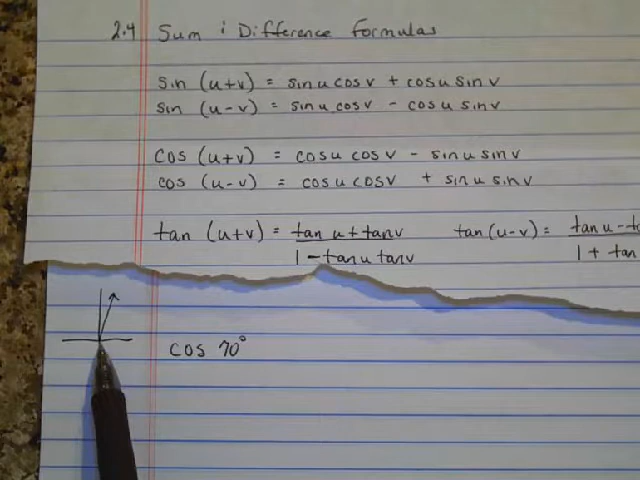 2.4 Sum & Difference Formulas
sin (u+v) = sin u cos v + cos u sin v
sin (u-v) = sin u cos v - cos u sin v
cos (u+v) = cos u cos v - sin u sin v
cos (u-v) = cos u cos v + sin u sin v
tan (u+v) = tan u + tan v / 1 - tan u tan v tan (u-v) = tan u - / 1 + tan
cos 70°